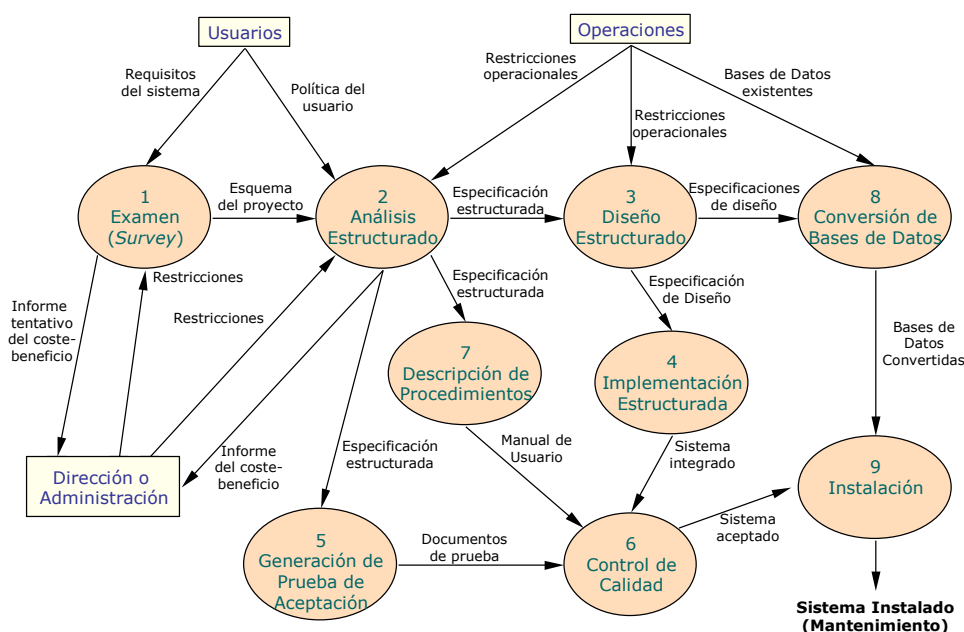 Usuarios
Operaciones
Requisitos
del sistema
Política del
usuario
Restricciones
operacionales
Restricciones
operacionales
Bases de Datos
existentes
1
Examen
(Survey)
Esquema
del proyecto
2
Análisis
Estructurado
Especificación
estructurada
3
Diseño
Estructurado
Especificaciones
de diseño
8
Conversión de
Bases de Datos
Restricciones
Informe
tentativo
del coste-
beneficio
Restricciones
Especificación
estructurada
Especificación
de Diseño
7
Descripción de
Procedimientos
4
Implementación
Estructurada
Bases de
Datos
Convertidas
Dirección o
Administración
Informe
del coste-
beneficio
Especificación
estructurada
Manual de
Usuario
Sistema
integrado
9
Instalación
5
Generación de
Prueba de
Aceptación
Documentos
de prueba
6
Control de
Calidad
Sistema
aceptado
Sistema Instalado
(Mantenimiento)